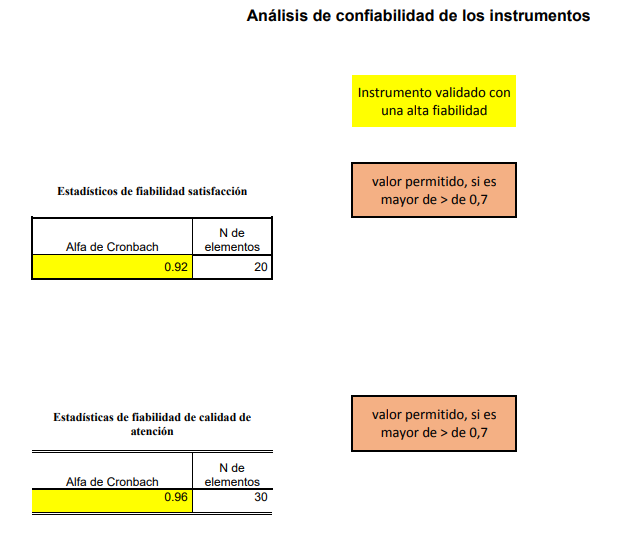 Análisis de confiabilidad de los instrumentos
Instrumento validado con
una alta fiabilidad
valor permitido, si es
mayor de > de 0,7
Estadísticos de fiabilidad satisfacción
Alfa de Cronbach
N de
elementos
0.92
20
valor permitido, si es
mayor de > de 0,7
Estadísticas de fiabilidad de calidad de
atención
Alfa de Cronbach
N de
elementos
0.96
30